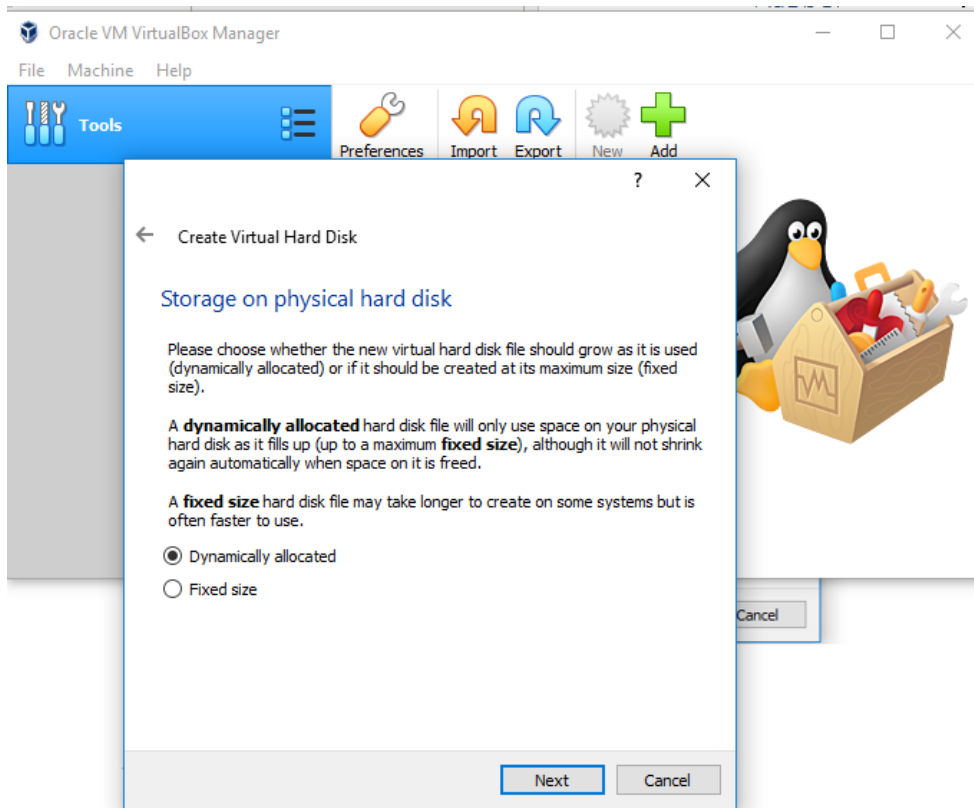 Oracle VM VirtualBox Manager
File Machine Help
Tools
Preferences Import Export New Add
?
Create Virtual Hard Disk
Storage on physical hard disk
Please choose whether the new virtual hard disk file should grow as it is used
(dynamically allocated) or if it should be created at its maximum size (fixed
size).
A dynamically allocated hard disk file will only use space on your physical
hard disk as it fills up (up to a maximum fixed size), although it will not shrink
again automatically when space on it is freed.
A fixed size hard disk file may take longer to create on some systems but is
often faster to use.
Dynamically allocated
Fixed size
Cancel
Next Cancel